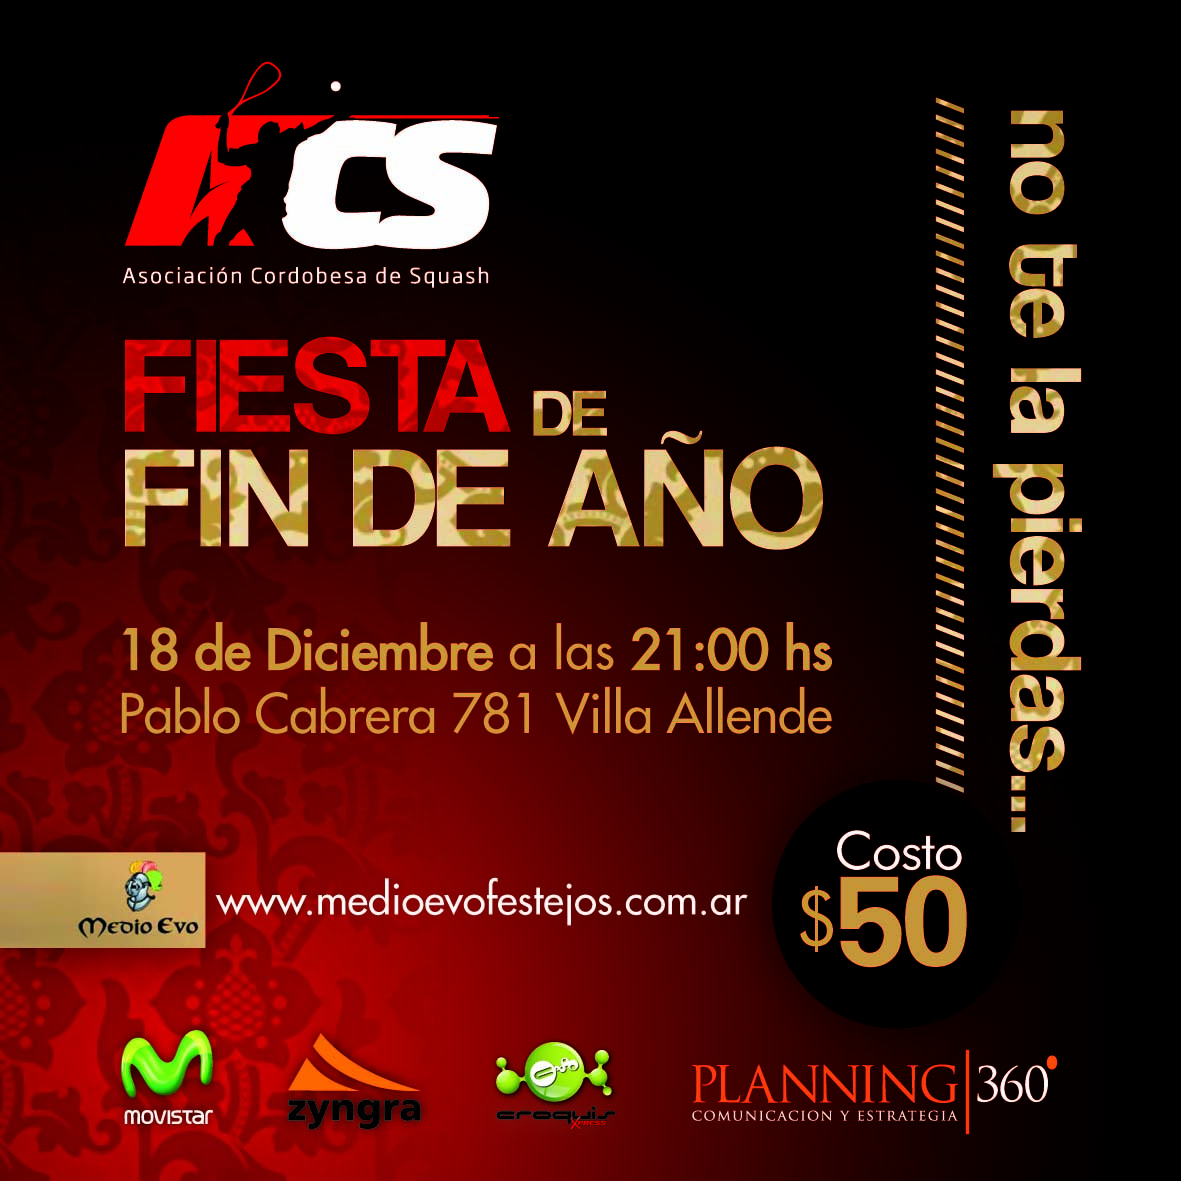 ACS
Asociación Cordobesa de Squash
FIESTA DE
FIN DE AÑO
18 de Diciembre a las 21:00 hs
Pablo Cabrera 781 Villa Allende
no te la pierdas...
Costo
$50
Medio Evo
www.medioevofestejos.com.ar
movistar
zyngra
croquis
XPRESS
PLANNING 360°
COMUNICACION Y ESTRATEGIA